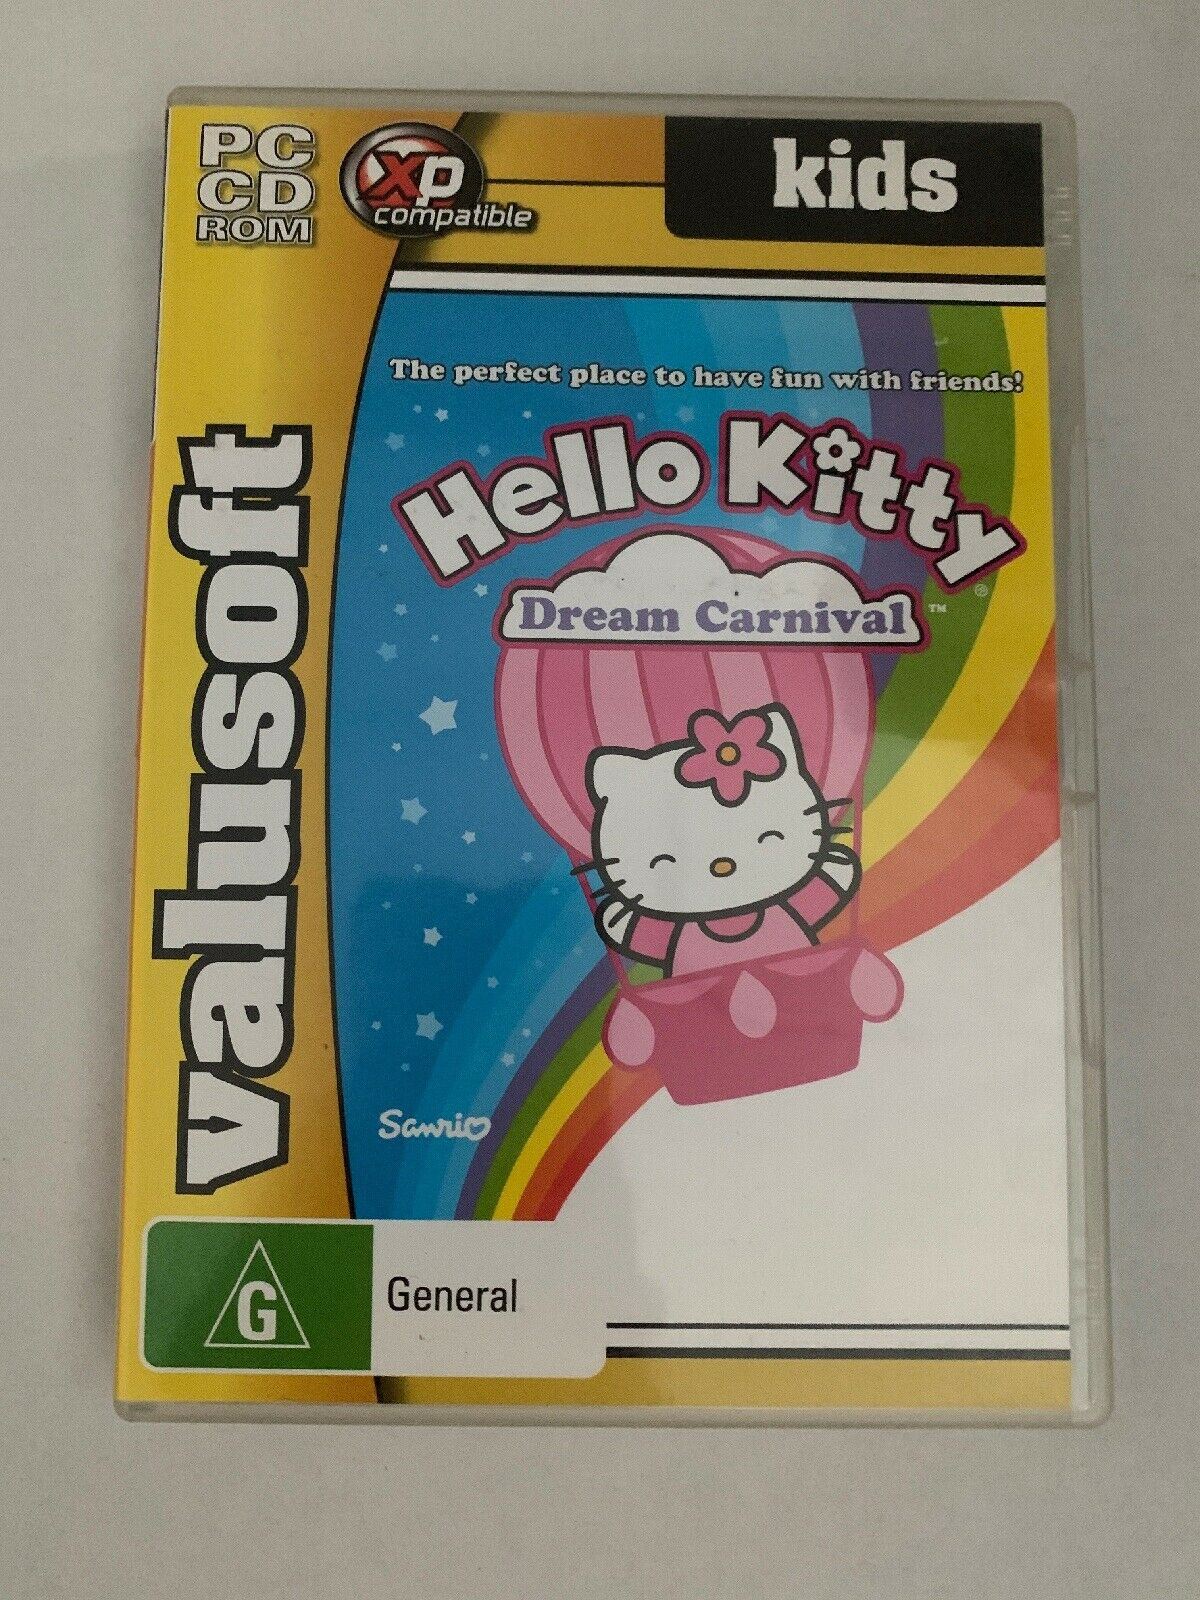 PC
CD
ROM
xp
compatible
kids
The perfect place to have fun with friends!
Hello Kitty®
Dream Carnival™
valusoft
Sanrio
G
General